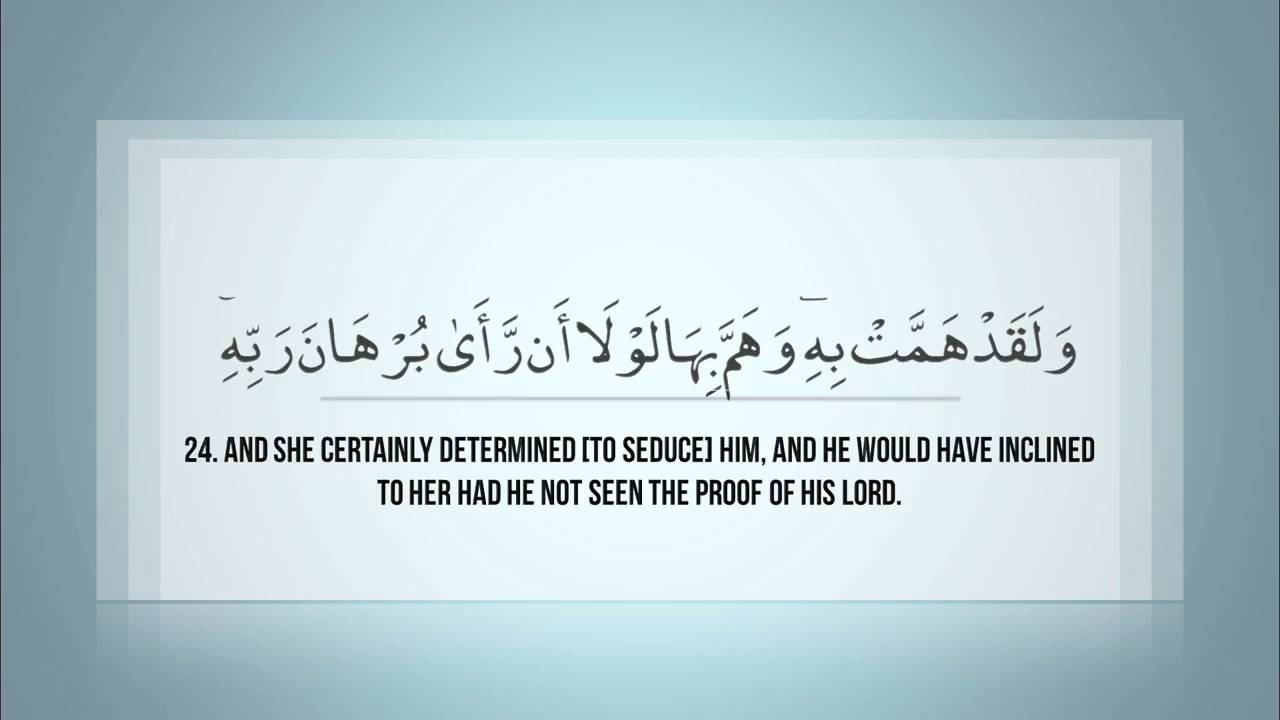 وَلَقَدْ هَمَّتْ بِهِۦٓ وَهَمَّ بِهَا لَوْلَا أَن رَّأَىٰ بُرْهَانَ رَبِّهِۦٓ
24. AND SHE CERTAINLY DETERMINED [TO SEDUCE] HIM, AND HE WOULD HAVE INCLINED
TO HER HAD HE NOT SEEN THE PROOF OF HIS LORD.